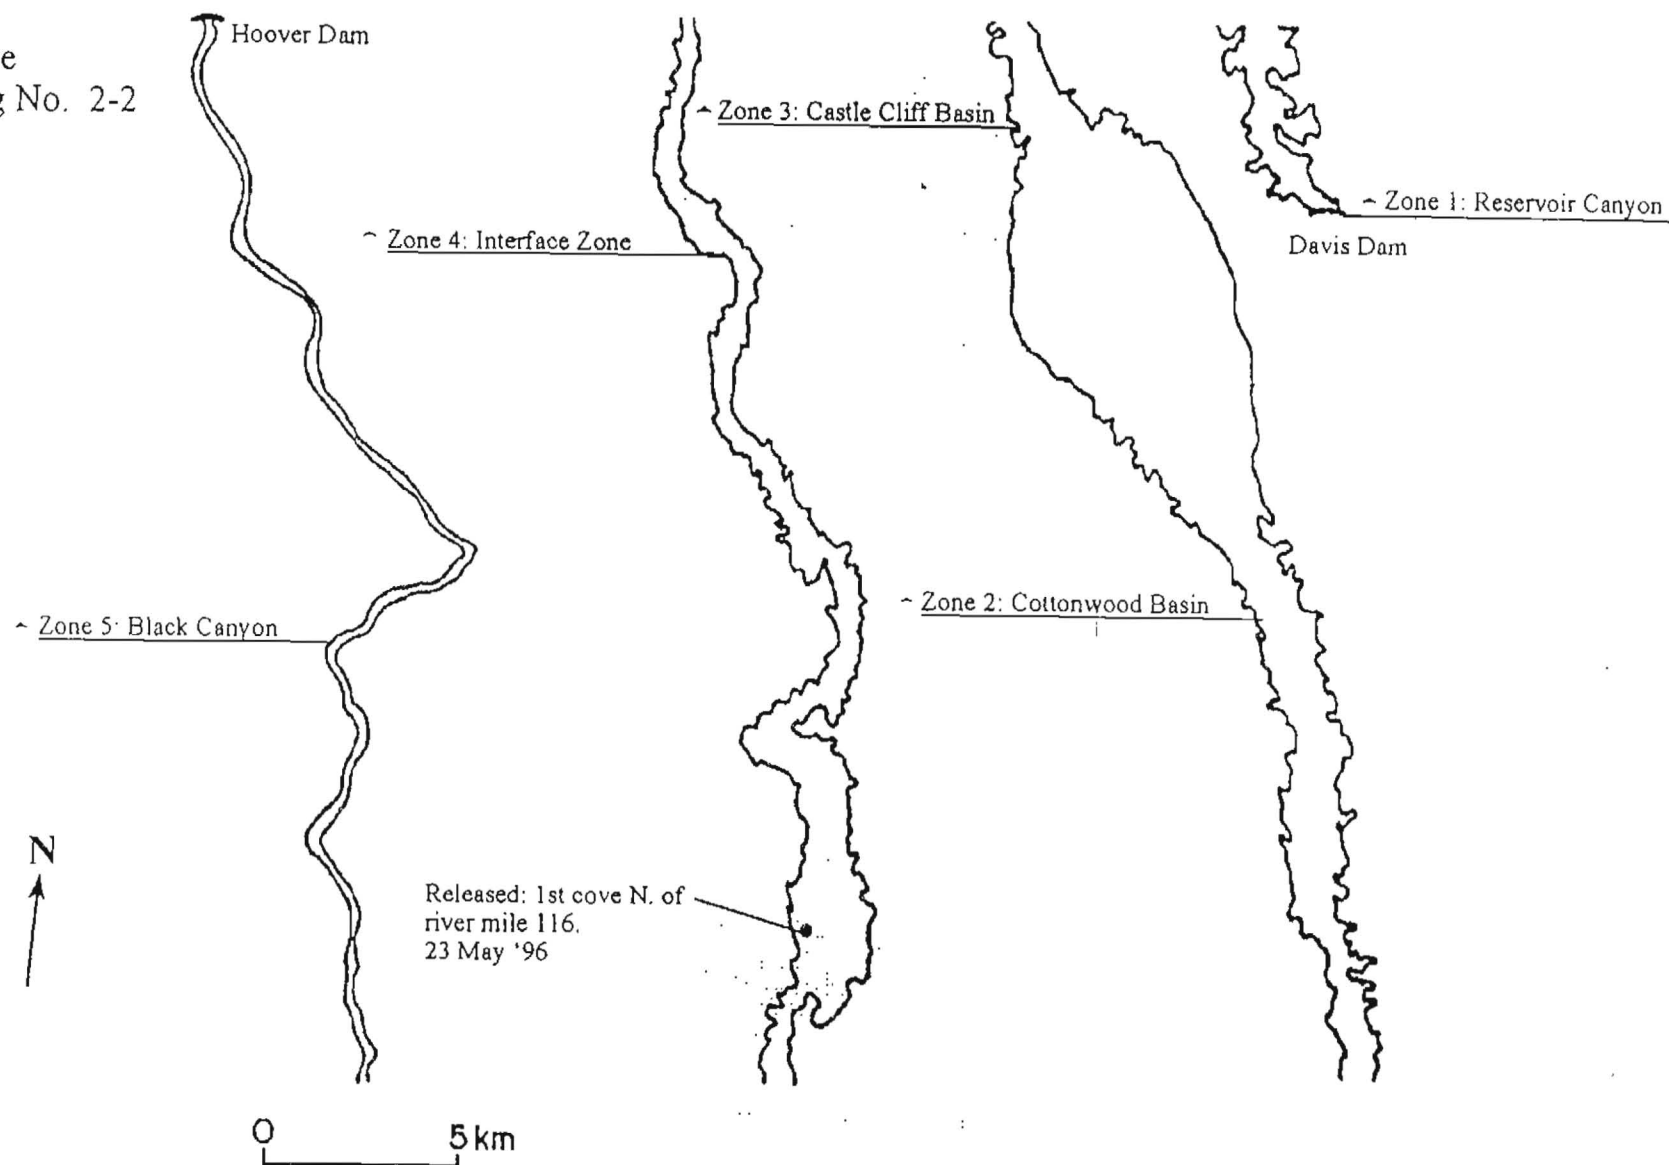 e
No. 2-2
Hoover Dam
^ Zone 3: Castle Cliff Basin
^ Zone 1: Reservoir Canyon
Davis Dam
^ Zone 4: Interface Zone
^ Zone 2: Cottonwood Basin
^ Zone 5: Black Canyon
N
Released: 1st cove N. of
river mile 116.
23 May '96
0 5 km